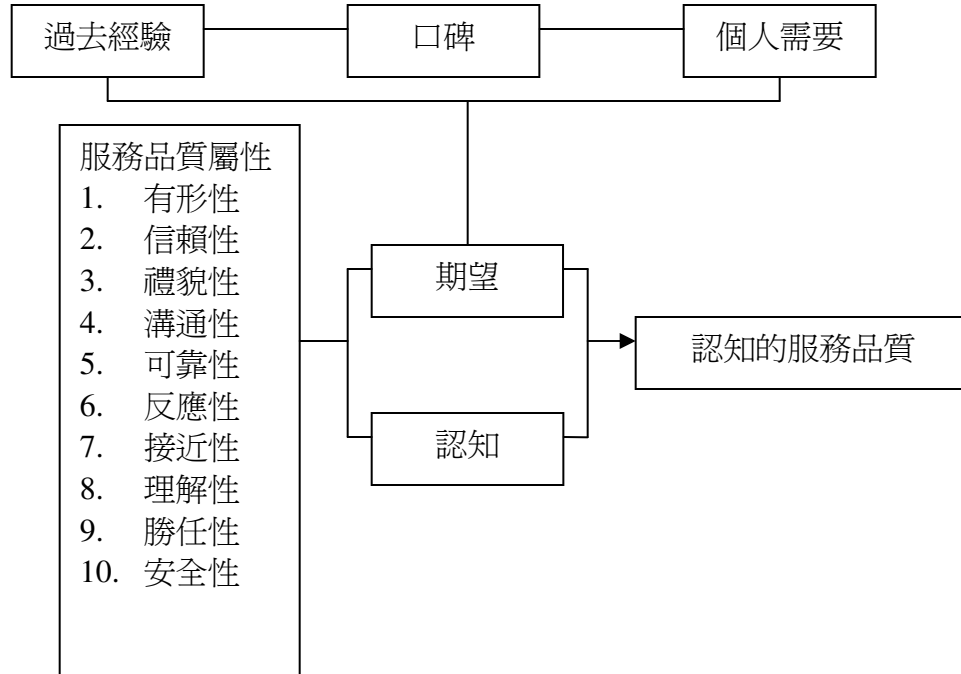 過去經驗 口碑 個人需要
服務品質屬性
1. 有形性
2. 信賴性
3. 禮貌性
4. 溝通性
5. 可靠性
6. 反應性
7. 接近性
8. 理解性
9. 勝任性
10. 安全性
期望
認知
認知的服務品質